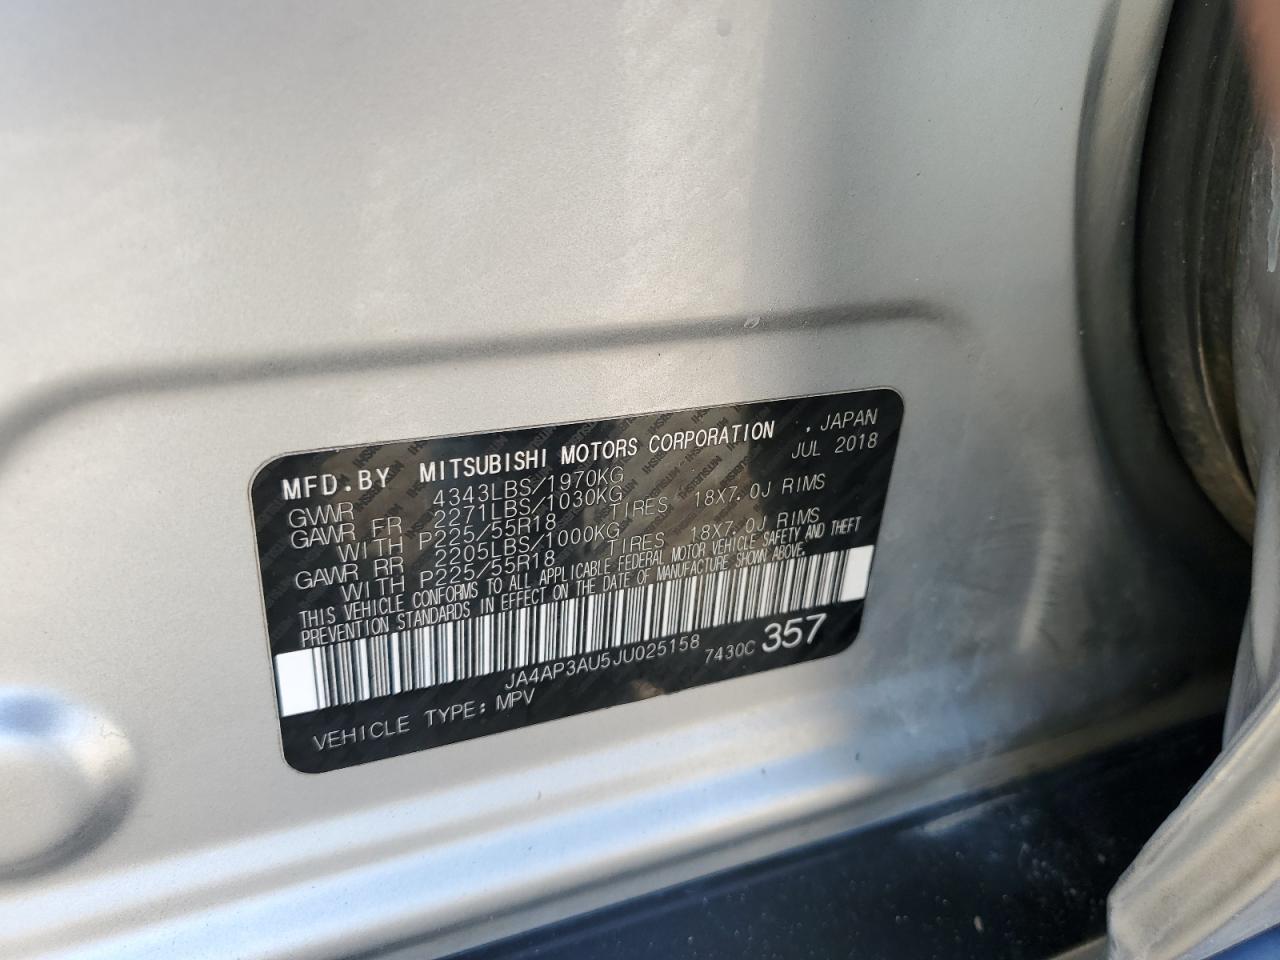 MFD.BY MITSUBISHI MOTORS CORPORATION , JAPAN
JUL 2018
GVWR 4343LBS/1970KG
GAWR FR 2271LBS/1030KG
WITH P225/55R18 TIRES 18X7.0J RIMS
GAWR RR 2205LBS/1000KG
WITH P225/55R18 TIRES 18X7.0J RIMS
THIS VEHICLE CONFORMS TO ALL APPLICABLE FEDERAL MOTOR VEHICLE SAFETY AND THEFT
PREVENTION STANDARDS IN EFFECT ON THE DATE OF MANUFACTURE SHOWN ABOVE.
JA4AP3AU5JU025158
7430C 357
VEHICLE TYPE: MPV